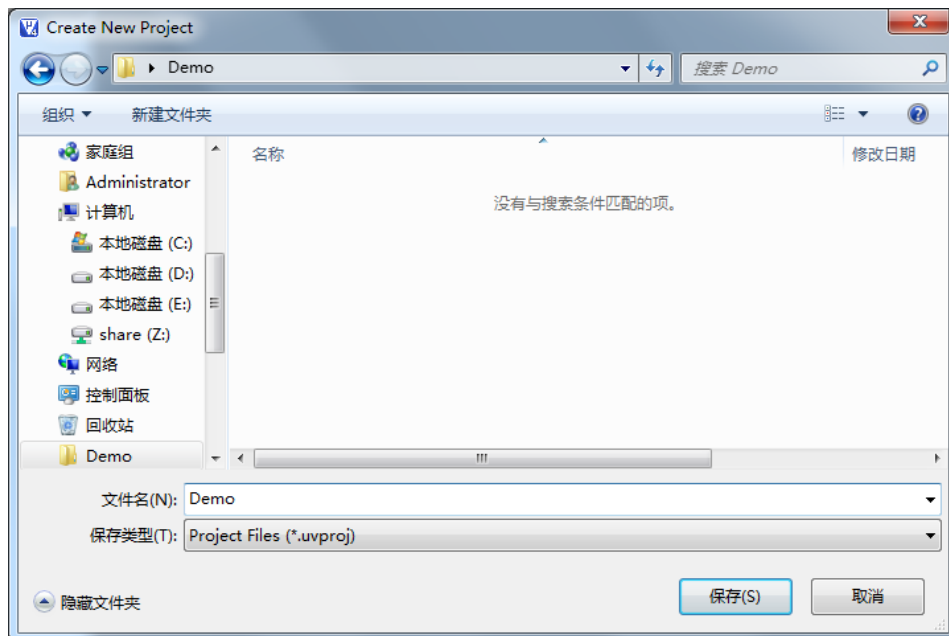 Create New Project
Demo
搜索 Demo
组织
新建文件夹
名称
修改日期
没有与搜索条件匹配的项。
家庭组
Administrator
计算机
本地磁盘 (C:)
本地磁盘 (D:)
本地磁盘 (E:)
share (Z:)
网络
控制面板
回收站
Demo
文件名(N): Demo
保存类型(T): Project Files (*.uvproj)
隐藏文件夹
保存(S)
取消